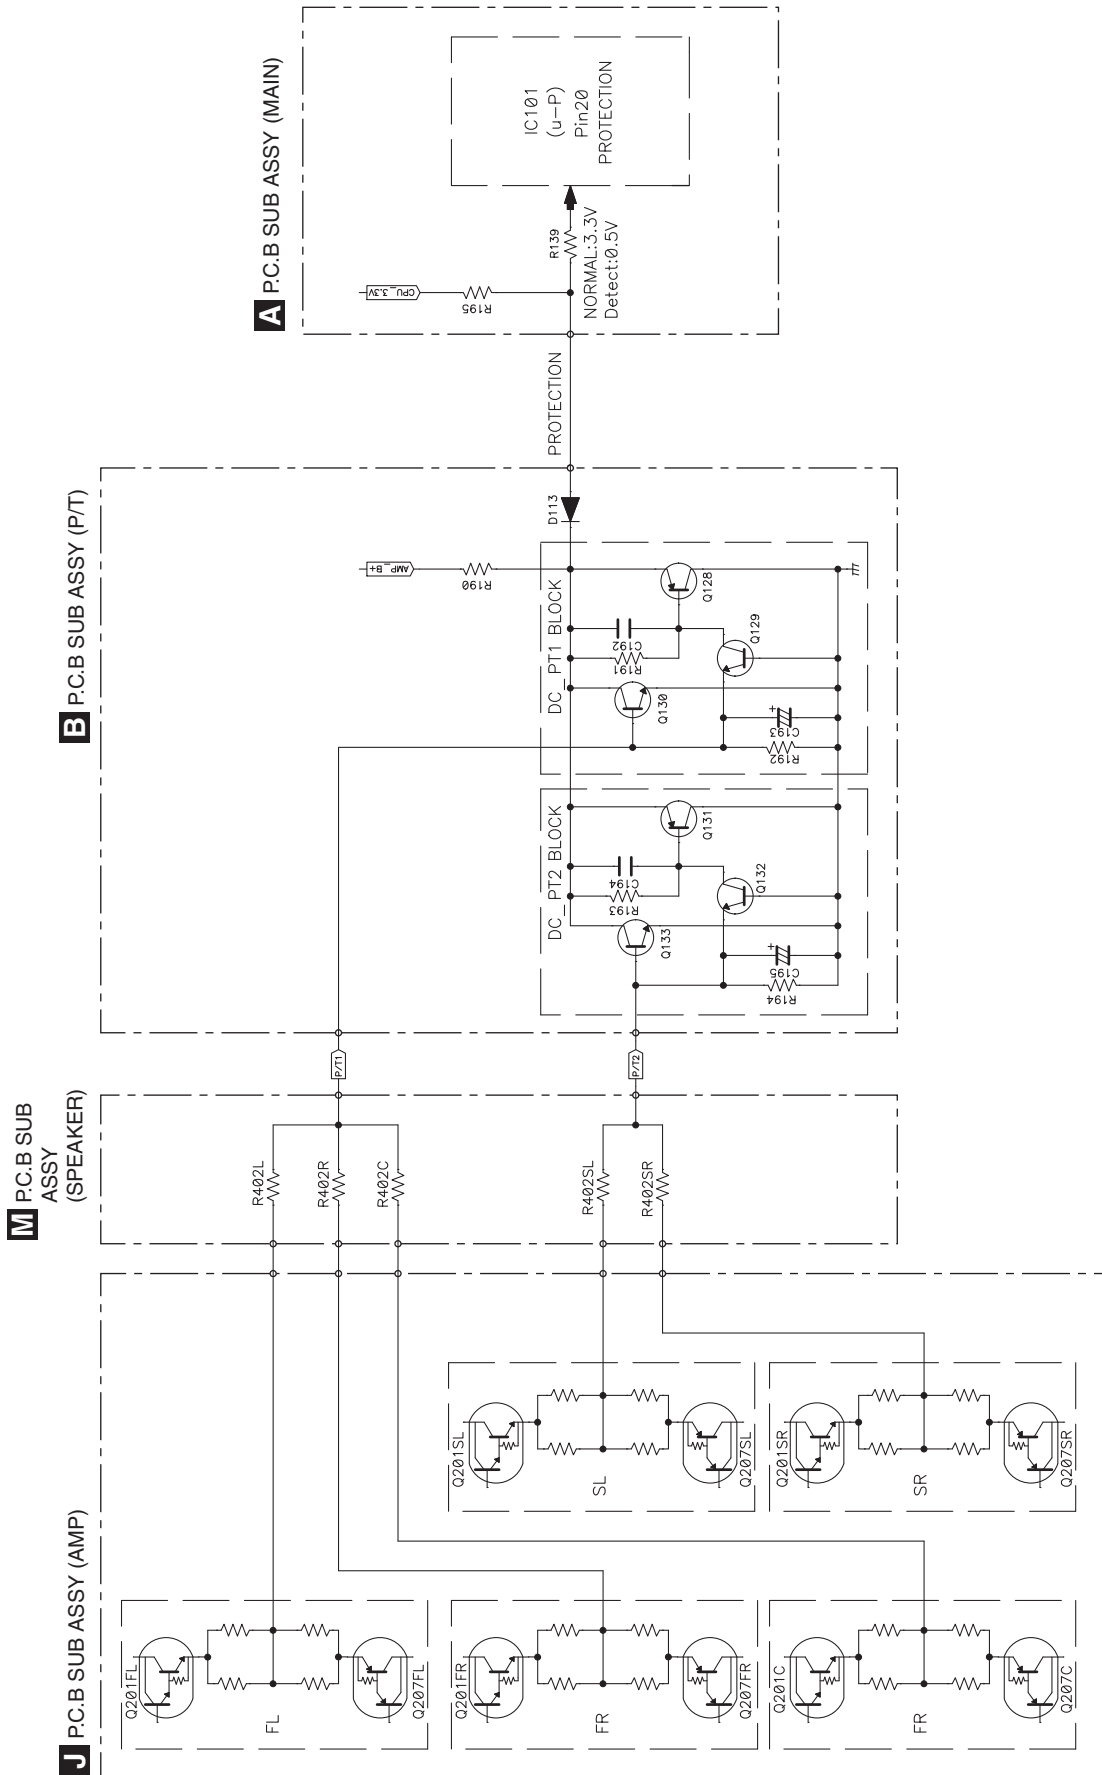 A P.C.B SUB ASSY (MAIN)
IC101
(u-P)
Pin20
PROTECTION
R139
NORMAL:3.3V
Detect:0.5V
CPU_3.3V
R195
PROTECTION
B P.C.B SUB ASSY (P/T)
D113
AMP_B+
R190
DC_PT1 BLOCK
Q128
C192
R191
Q129
Q130
C193
+
R192
DC_PT2 BLOCK
Q131
C194
R193
Q132
Q133
C195
+
R194
P/T1
P/T2
M P.C.B SUB
ASSY
(SPEAKER)
R402L
R402R
R402C
R402SL
R402SR
J P.C.B SUB ASSY (AMP)
Q201SL
SL
Q207SL
Q201SR
SR
Q207SR
Q201FL
FL
Q207FL
Q201FR
FR
Q207FR
Q201C
FR
Q207C